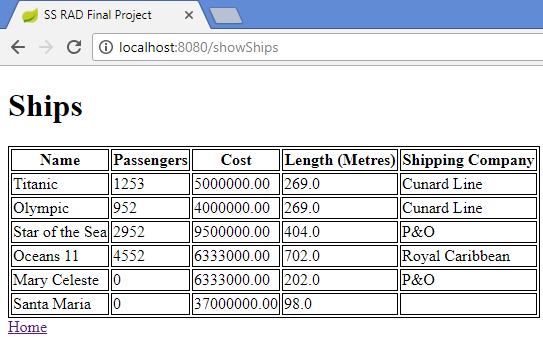 SS RAD Final Project
localhost:8080/showShips
Ships
Name Passengers Cost Length (Metres) Shipping Company
Titanic 1253 5000000.00 269.0 Cunard Line
Olympic 952 4000000.00 269.0 Cunard Line
Star of the Sea 2952 9500000.00 404.0 P&O
Oceans 11 4552 6333000.00 702.0 Royal Caribbean
Mary Celeste 0 6333000.00 202.0 P&O
Santa Maria 0 37000000.00 98.0
Home